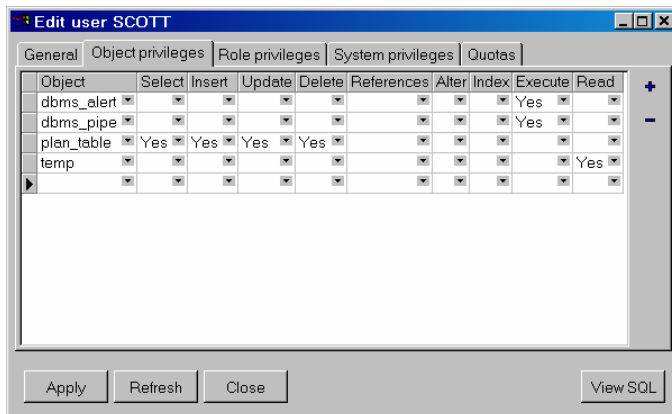 Edit user SCOTT
General Object privileges Role privileges System privileges Quotas
Object Select Insert Update Delete References Alter Index Execute Read
dbms_alert Yes
dbms_pipe Yes
plan_table Yes Yes Yes Yes
temp Yes
Apply Refresh Close View SQL